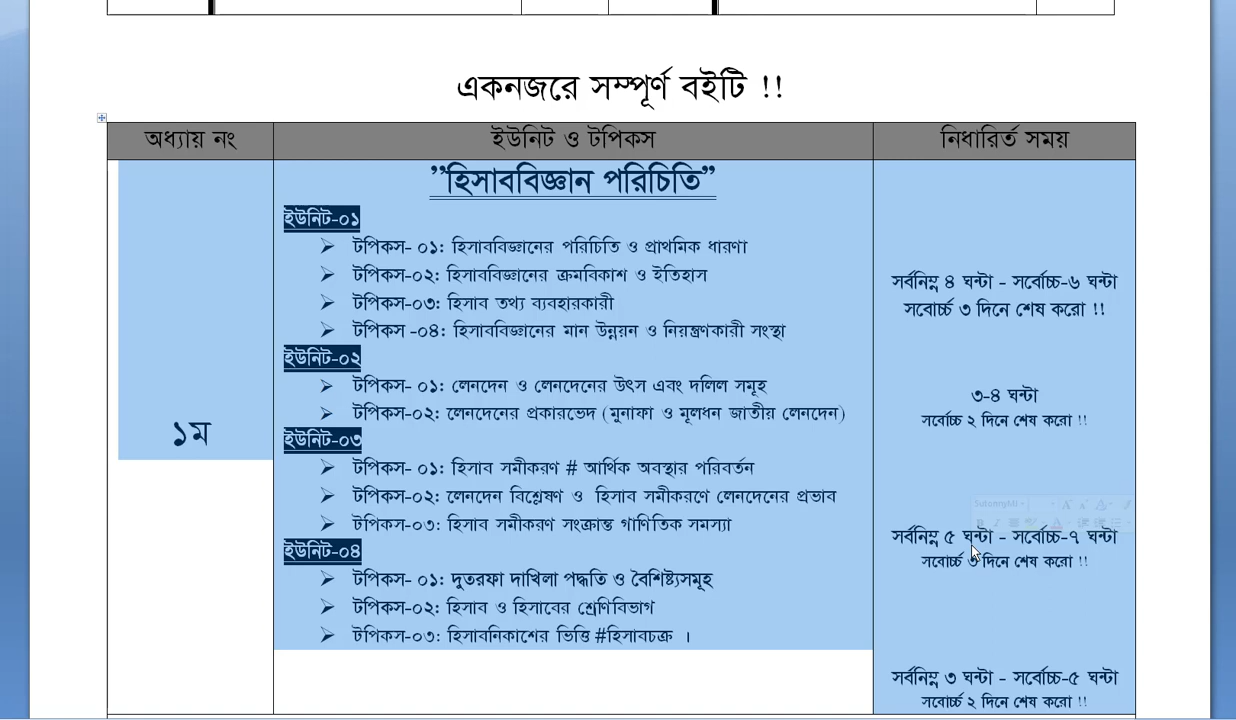 একনজরে সম্পূর্ণ বইটি !!
অধ্যায় নং
ইউনিট ও টপিকস
নিধারির্ত সময়
১ম
”হিসাববিজ্ঞান পরিচিতি”
ইউনিট-০১
টপিকস- ০১: হিসাববিজ্ঞানের পরিচিতি ও প্রাথমিক ধারণা
টপিকস-০২: হিসাববিজ্ঞানের ক্রমবিকাশ ও ইতিহাস
টপিকস-০৩: হিসাব তথ্য ব্যবহারকারী
টপিকস -০৪: হিসাববিজ্ঞানের মান উন্নয়ন ও নিয়ন্ত্রণকারী সংস্থা
ইউনিট-০২
টপিকস- ০১: লেনদেন ও লেনদেনের উৎস এবং দলিল সমূহ
টপিকস-০২: লেনদেনের প্রকারভেদ (মুনাফা ও মূলধন জাতীয় লেনদেন)
ইউনিট-০৩
টপিকস- ০১: হিসাব সমীকরণ # আর্থিক অবস্থার পরিবর্তন
টপিকস-০২: লেনদেন বিশ্লেষণ ও হিসাব সমীকরণে লেনদেনের প্রভাব
টপিকস-০৩: হিসাব সমীকরণ সংক্রান্ত গাণিতিক সমস্যা
ইউনিট-০৪
টপিকস- ০১: দুতরফা দাখিলা পদ্ধতি ও বৈশিষ্ট্যসমূহ
টপিকস-০২: হিসাব ও হিসাবের শ্রেণিবিভাগ
টপিকস-০৩: হিসাবনিকাশের ভিত্তি #হিসাবচক্র ।
সর্বনিম্ন ৪ ঘন্টা - সর্বোচ্চ-৬ ঘন্টা
সবোর্চ্চ ৩ দিনে শেষ করো !!
৩-৪ ঘন্টা
সবোর্চ্চ ২ দিনে শেষ করো !!
SutonnyMJ
সর্বনিম্ন ৫ ঘন্টা - সর্বোচ্চ-৭ ঘন্টা
সবোর্চ্চ ৩ দিনে শেষ করো !!
সর্বনিম্ন ৩ ঘন্টা - সর্বোচ্চ-৫ ঘন্টা
সবোর্চ্চ ২ দিনে শেষ করো !!